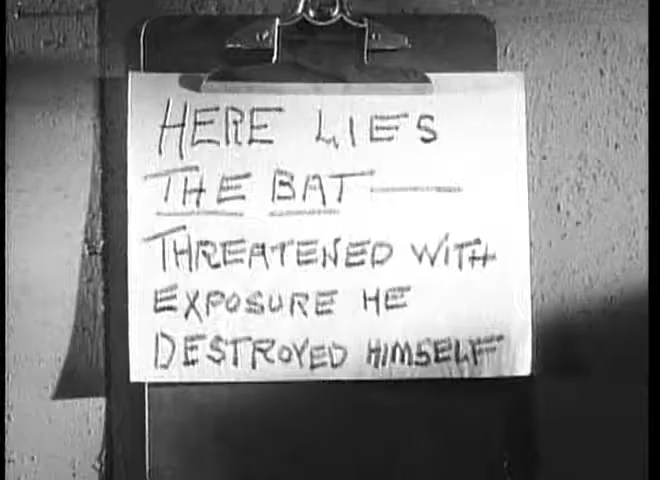 HERE LIES
THE BAT—
THREATENED WITH
EXPOSURE HE
DESTROYED HIMSELF